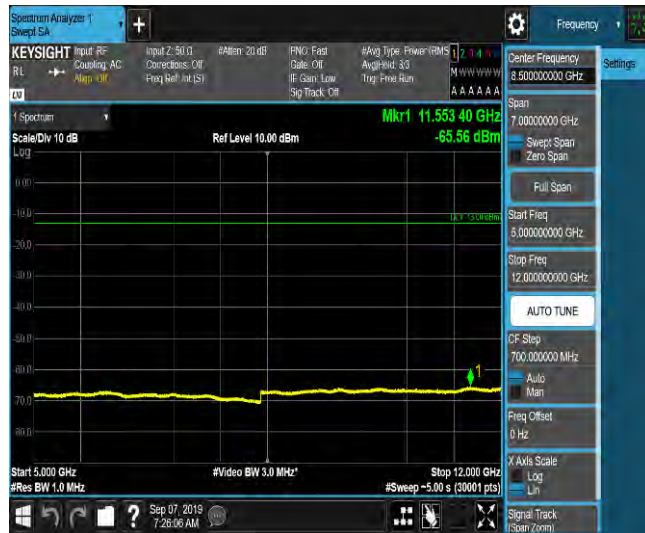 Spectrum Analyzer 1
Swept SA
Frequency
KEYSIGHT
Input: RF
Input Z: 50 Ω
#Atten: 20 dB
PNO: Fast
#Avg Type: Power (RMS
1 2 3 4 5 6
RL
Coupling: AC
Corrections: Off
Gate: Off
Avg|Hold: 3/3
M W W W W W
Align: Off
Freq Ref: Int (S)
IF Gain: Low
Trig: Free Run
Sig Track: Off
A A A A A A
1 Spectrum
Mkr1 11.553 40 GHz
Scale/Div 10 dB
Ref Level 10.00 dBm
-65.56 dBm
Log
0.00
-10.0
-20.0
-30.0
-40.0
-50.0
-60.0
1
-70.0
-80.0
Start 5.000 GHz
#Video BW 3.0 MHz*
Stop 12.000 GHz
#Res BW 1.0 MHz
#Sweep ~5.00 s (30001 pts)
Sep 07, 2019
7:26:06 AM
Center Frequency
8.500000000 GHz
Settings
Span
7.00000000 GHz
Swept Span
Zero Span
Full Span
Start Freq
5.000000000 GHz
Stop Freq
12.000000000 GHz
AUTO TUNE
CF Step
700.000000 MHz
Auto
Man
Freq Offset
0 Hz
X Axis Scale
Log
Lin
Signal Track
(Span Zoom)